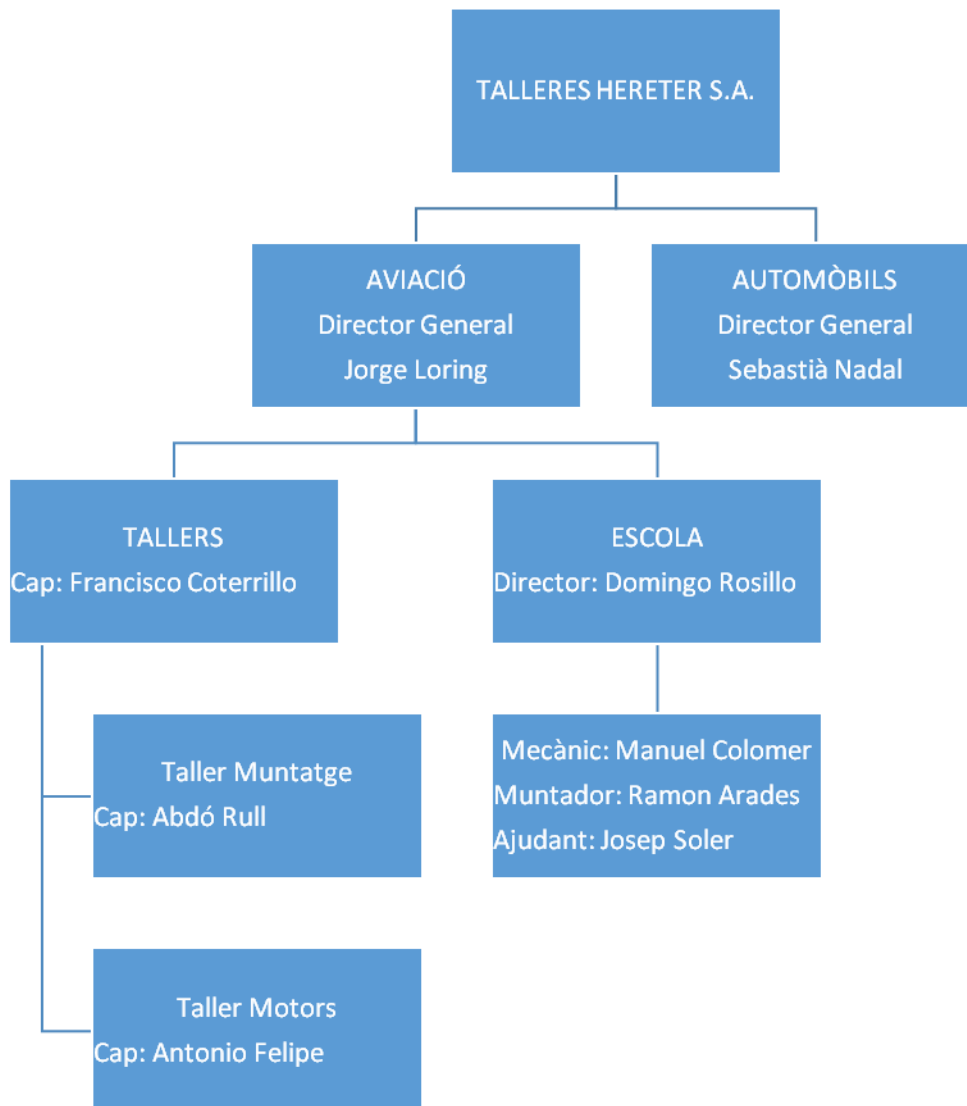 TALLERES HERETER S.A.
AVIACIÓ
Director General
Jorge Loring
AUTOMÒBILS
Director General
Sebastià Nadal
TALLERS
Cap: Francisco Coterrillo
ESCOLA
Director: Domingo Rosillo
Taller Muntatge
Cap: Abdó Rull
Mecànic: Manuel Colomer
Muntador: Ramon Arades
Ajudant: Josep Soler
Taller Motors
Cap: Antonio Felipe